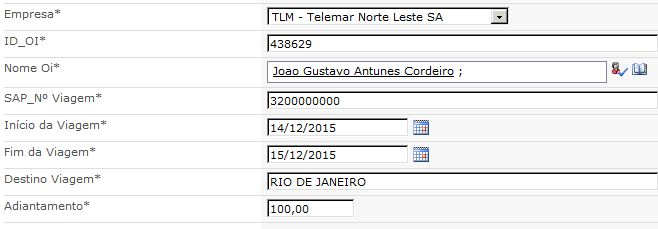 Empresa* TLM - Telemar Norte Leste SA
ID_OI* 438629
Nome Oi* Joao Gustavo Antunes Cordeiro ;
SAP_Nº Viagem* 3200000000
Início da Viagem* 14/12/2015
Fim da Viagem* 15/12/2015
Destino Viagem* RIO DE JANEIRO
Adiantamento* 100,00